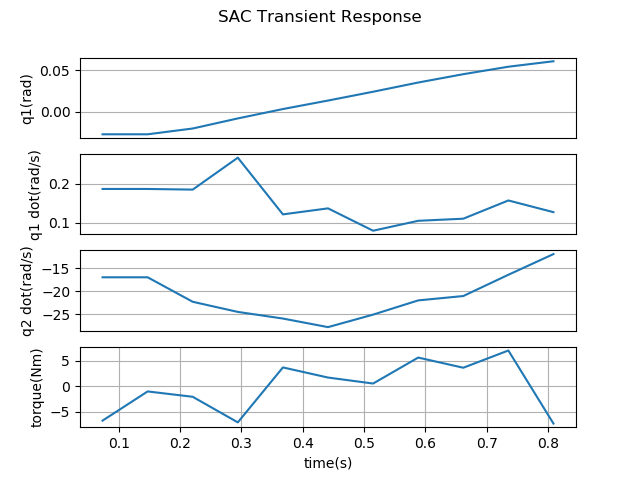 SAC Transient Response
q1(rad)
0.05
0.00
q1 dot(rad/s)
0.2
0.1
q2 dot(rad/s)
−15
−20
−25
torque(Nm)
5
0
−5
0.1 0.2 0.3 0.4 0.5 0.6 0.7 0.8
time(s)